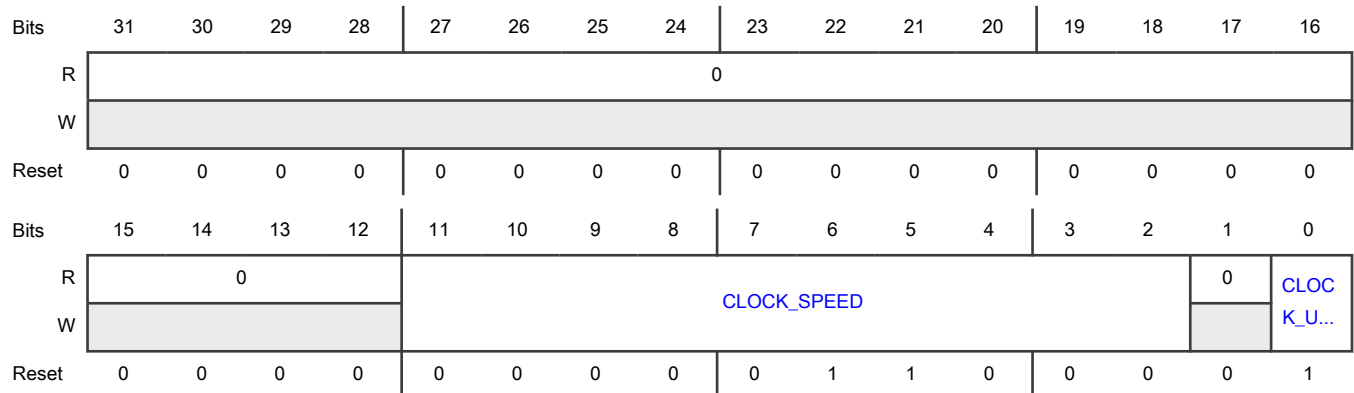 Bits 31 30 29 28 27 26 25 24 23 22 21 20 19 18 17 16
R 0
W
Reset 0 0 0 0 0 0 0 0 0 0 0 0 0 0 0 0
Bits 15 14 13 12 11 10 9 8 7 6 5 4 3 2 1 0
R 0 CLOCK_SPEED 0 CLOC
W K_U...
Reset 0 0 0 0 0 0 0 0 0 1 1 0 0 0 0 1